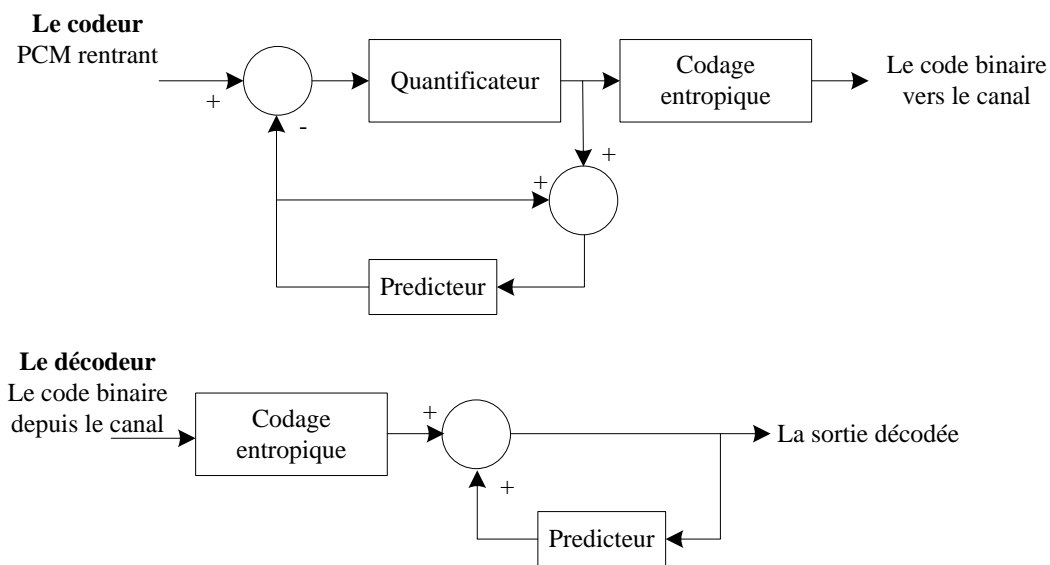 Le codeur
PCM rentrant
+
-
Quantificateur
Codage
entropique
Le code binaire
vers le canal
+
+
Predicteur
Le décodeur
Le code binaire
depuis le canal
Codage
entropique
+
+
La sortie décodée
Predicteur